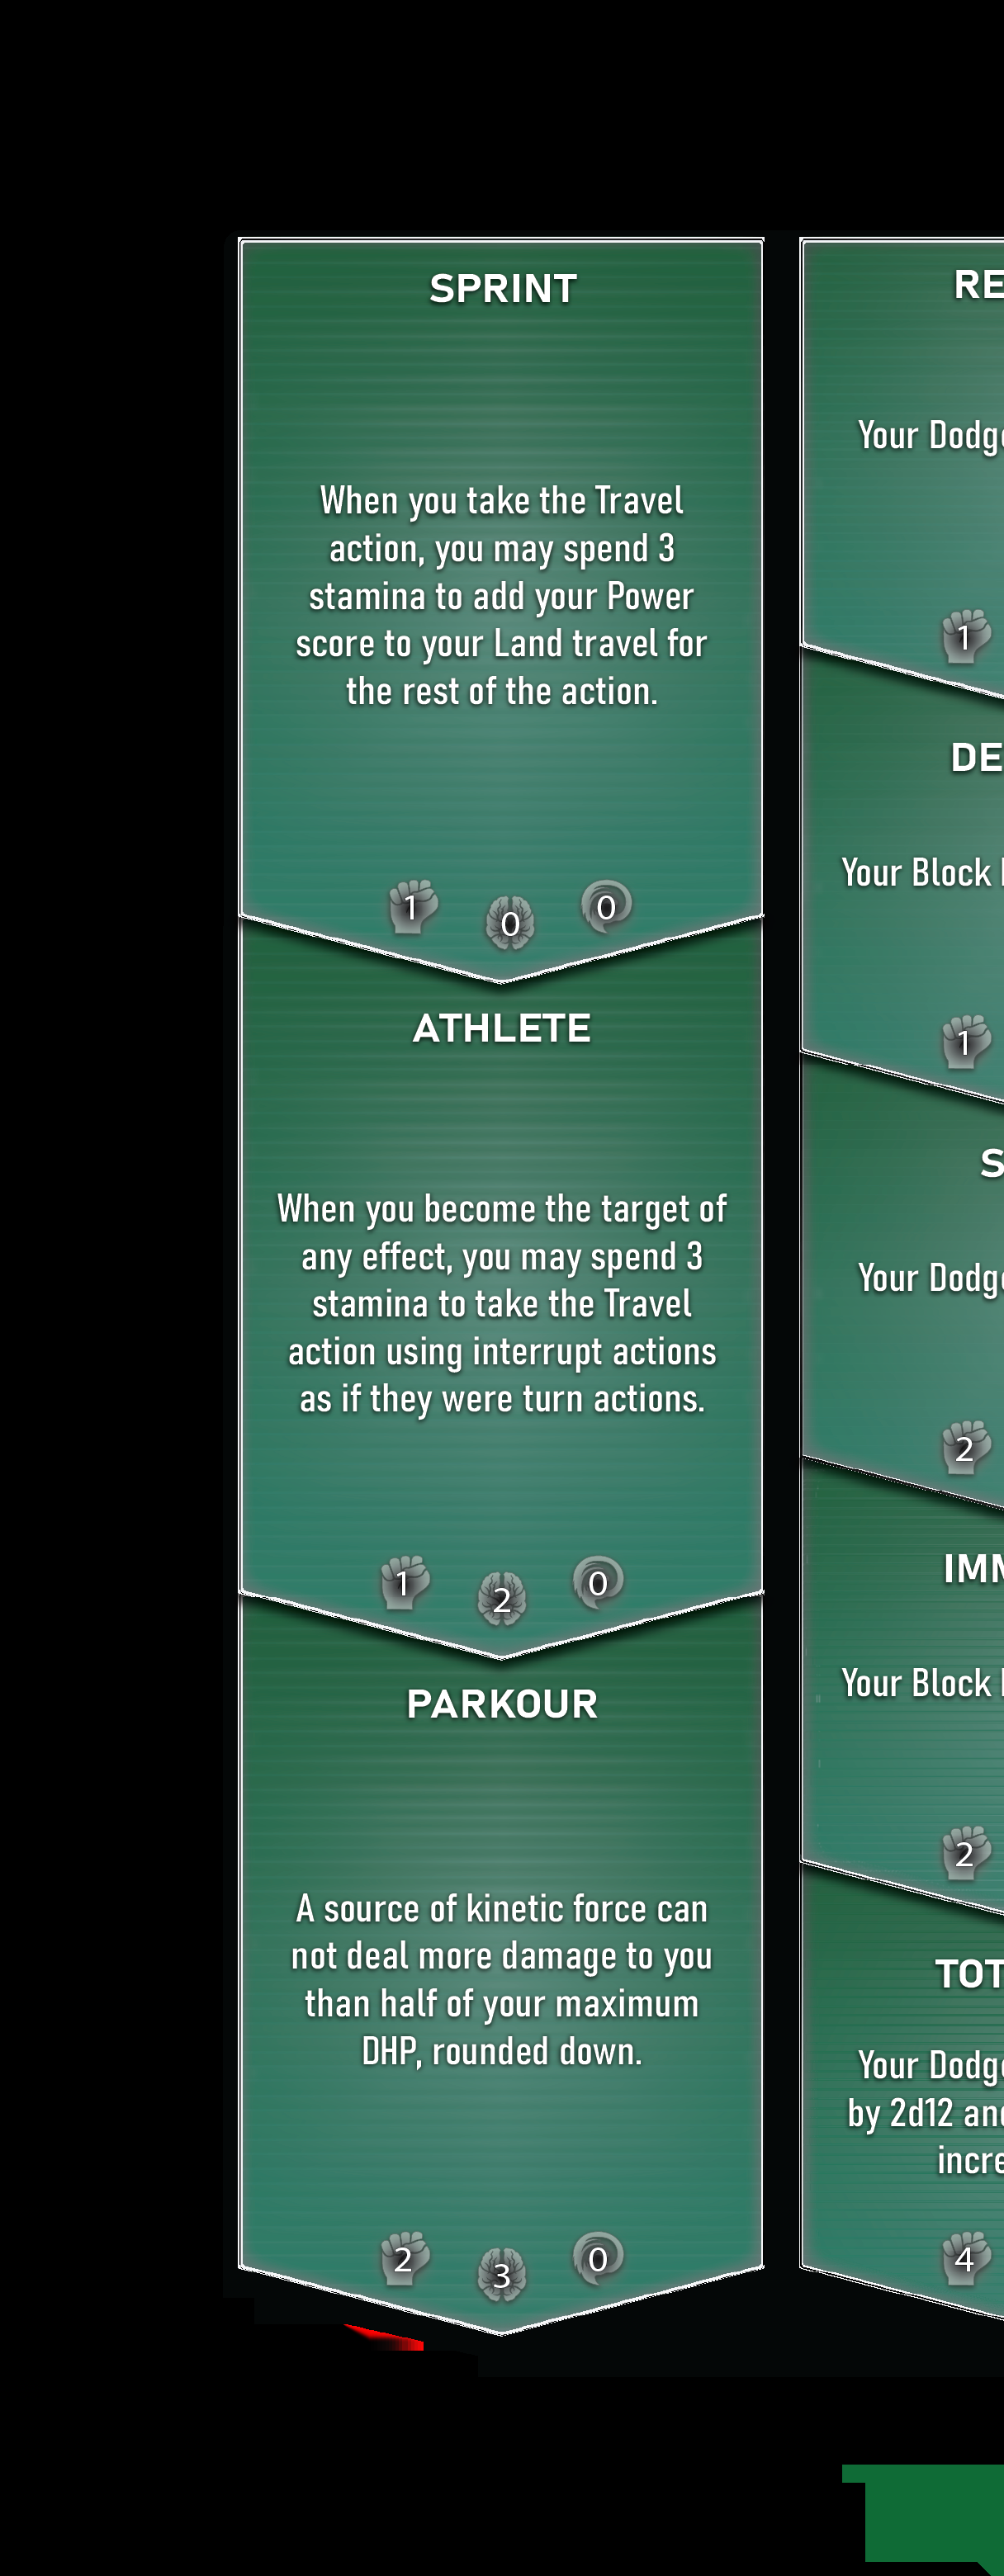 SPRINT
When you take the Travel
action, you may spend 3
stamina to add your Power
score to your Land travel for
the rest of the action.
1 0 0
ATHLETE
When you become the target of
any effect, you may spend 3
stamina to take the Travel
action using interrupt actions
as if they were turn actions.
1 2 0
PARKOUR
A source of kinetic force can
not deal more damage to you
than half of your maximum
DHP, rounded down.
2 3 0
RE
Your Dodg
1
DE
Your Block
1
S
Your Dodg
2
IMM
Your Block
2
TOT
Your Dodg
by 2d12 and
incre
4